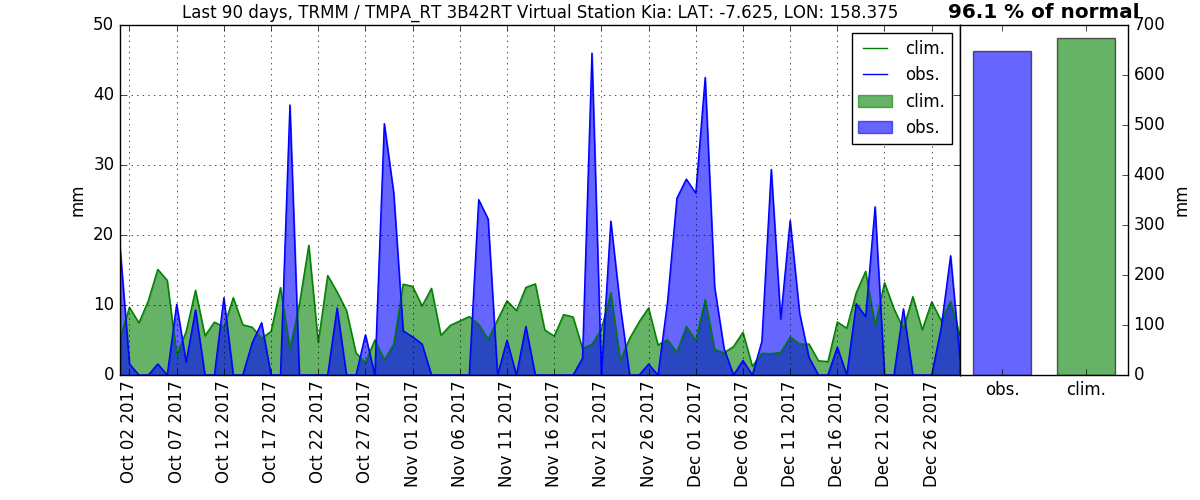 Last 90 days, TRMM / TMPA_RT 3B42RT Virtual Station Kia: LAT: -7.625, LON: 158.375
96.1 % of normal
50
40
30
20
10
0
mm
clim.
obs.
clim.
obs.
700
600
500
400
300
200
100
0
mm
Oct 02 2017
Oct 07 2017
Oct 12 2017
Oct 17 2017
Oct 22 2017
Oct 27 2017
Nov 01 2017
Nov 06 2017
Nov 11 2017
Nov 16 2017
Nov 21 2017
Nov 26 2017
Dec 01 2017
Dec 06 2017
Dec 11 2017
Dec 16 2017
Dec 21 2017
Dec 26 2017
obs.
clim.